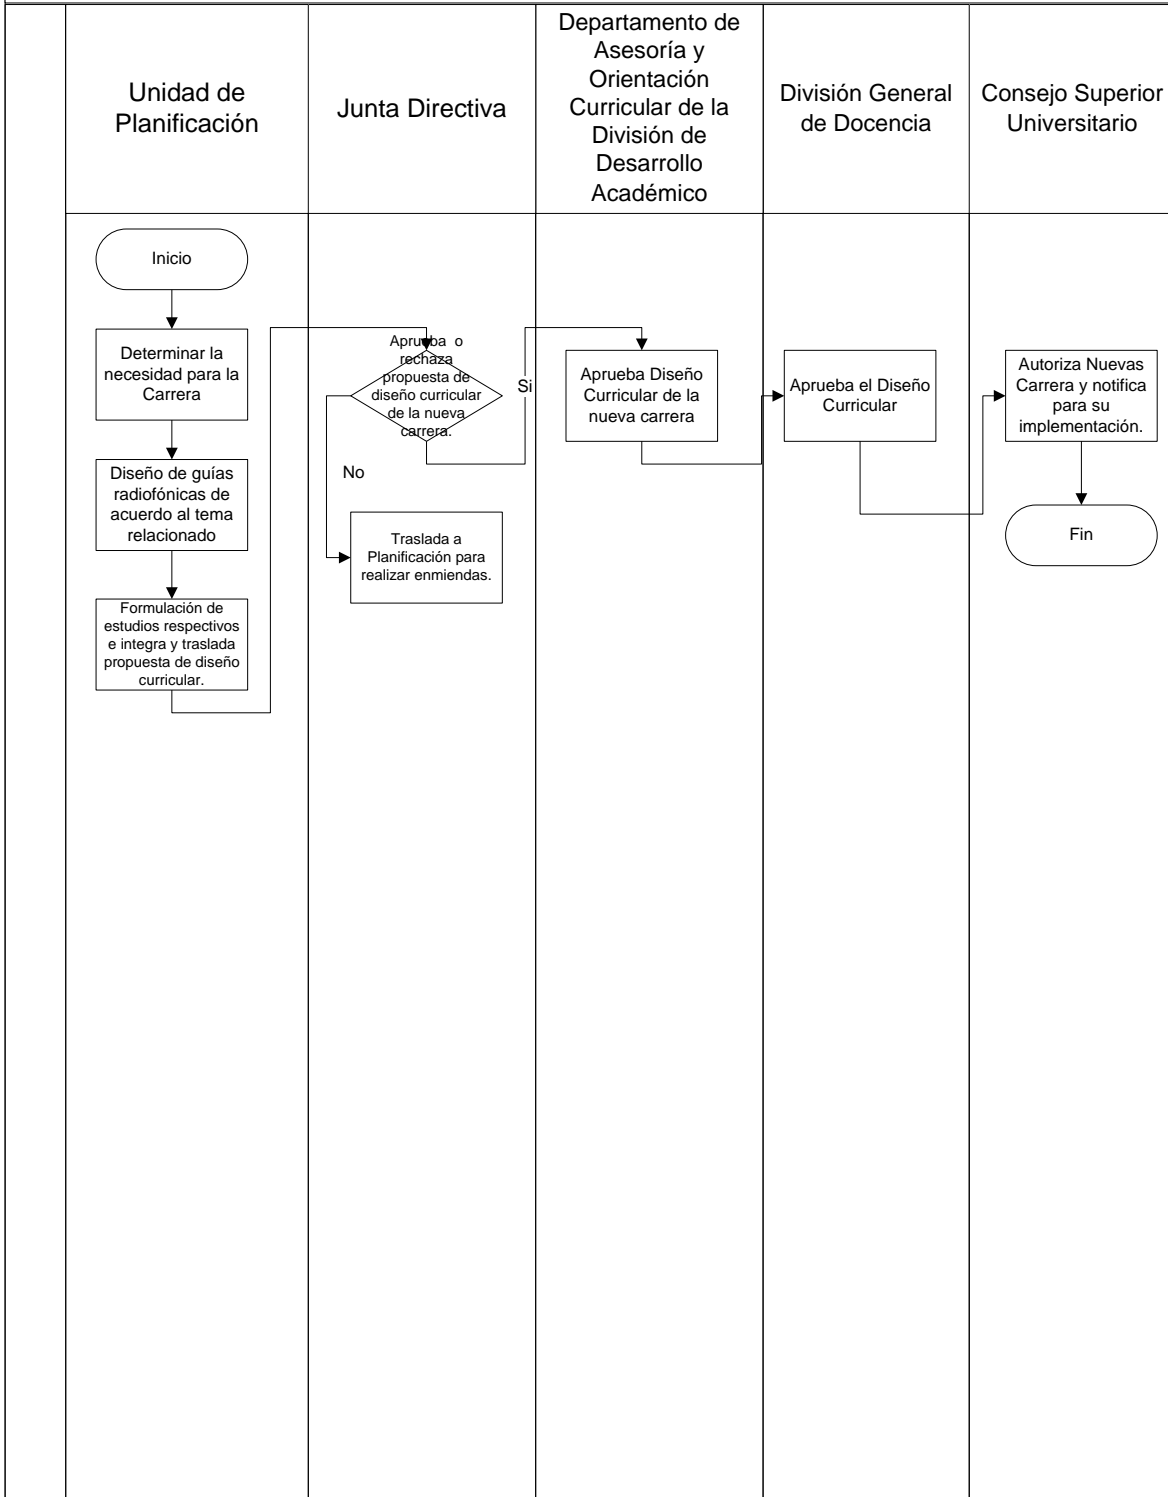 Unidad de
Planificación
Junta Directiva
Departamento de
Asesoría y
Orientación
Curricular de la
División de
Desarrollo
Académico
División General
de Docencia
Consejo Superior
Universitario
Inicio
Determinar la
necesidad para la
Carrera
Diseño de guías
radiofónicas de
acuerdo al tema
relacionado
Formulación de
estudios respectivos
e integra y traslada
propuesta de diseño
curricular.
Aprueba o
rechaza
propuesta de
diseño curricular
de la nueva
carrera.
Si
No
Traslada a
Planificación para
realizar enmiendas.
Aprueba Diseño
Curricular de la
nueva carrera
Aprueba el Diseño
Curricular
Autoriza Nuevas
Carrera y notifica
para su
implementación.
Fin